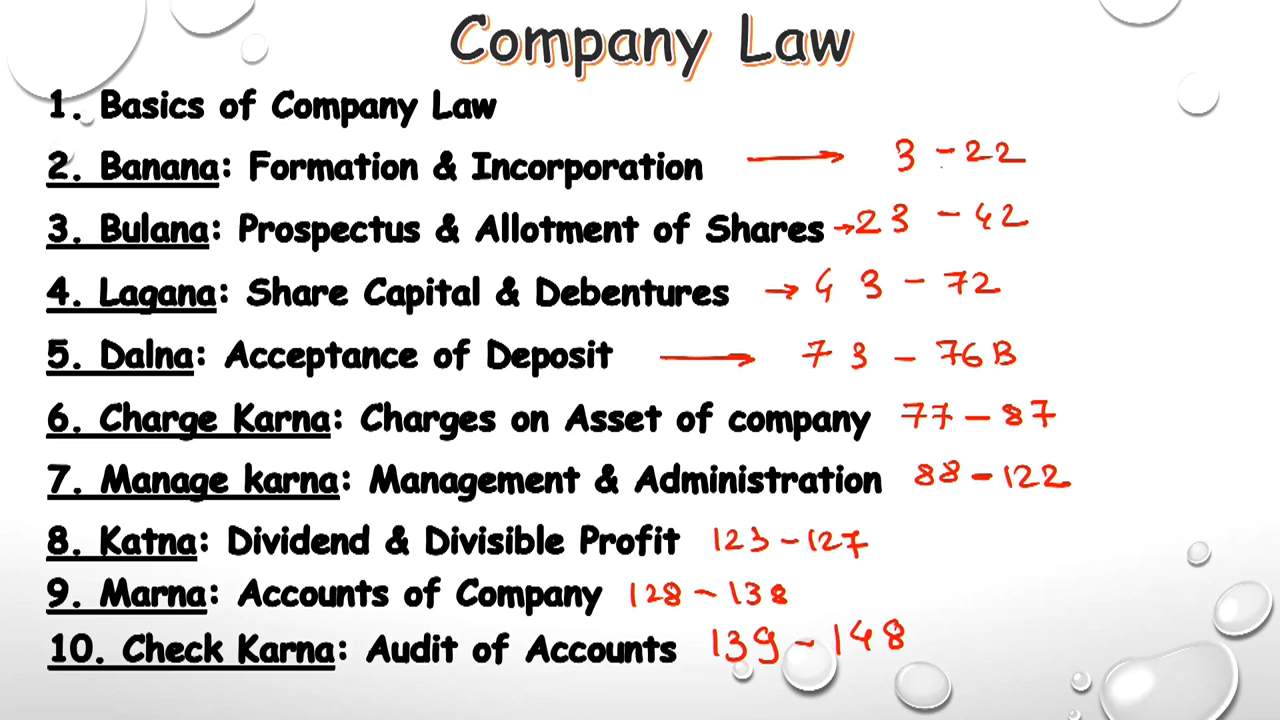 Company Law
1. Basics of Company Law
2. Banana: Formation & Incorporation → 3 - 22
3. Bulana: Prospectus & Allotment of Shares → 23 - 42
4. Lagana: Share Capital & Debentures → 43 - 72
5. Dalna: Acceptance of Deposit → 73 - 76B
6. Charge Karna: Charges on Asset of company 77 - 87
7. Manage karna: Management & Administration 88 - 122
8. Katna: Dividend & Divisible Profit 123 - 127
9. Marna: Accounts of Company 128 - 138
10. Check Karna: Audit of Accounts 139 - 148